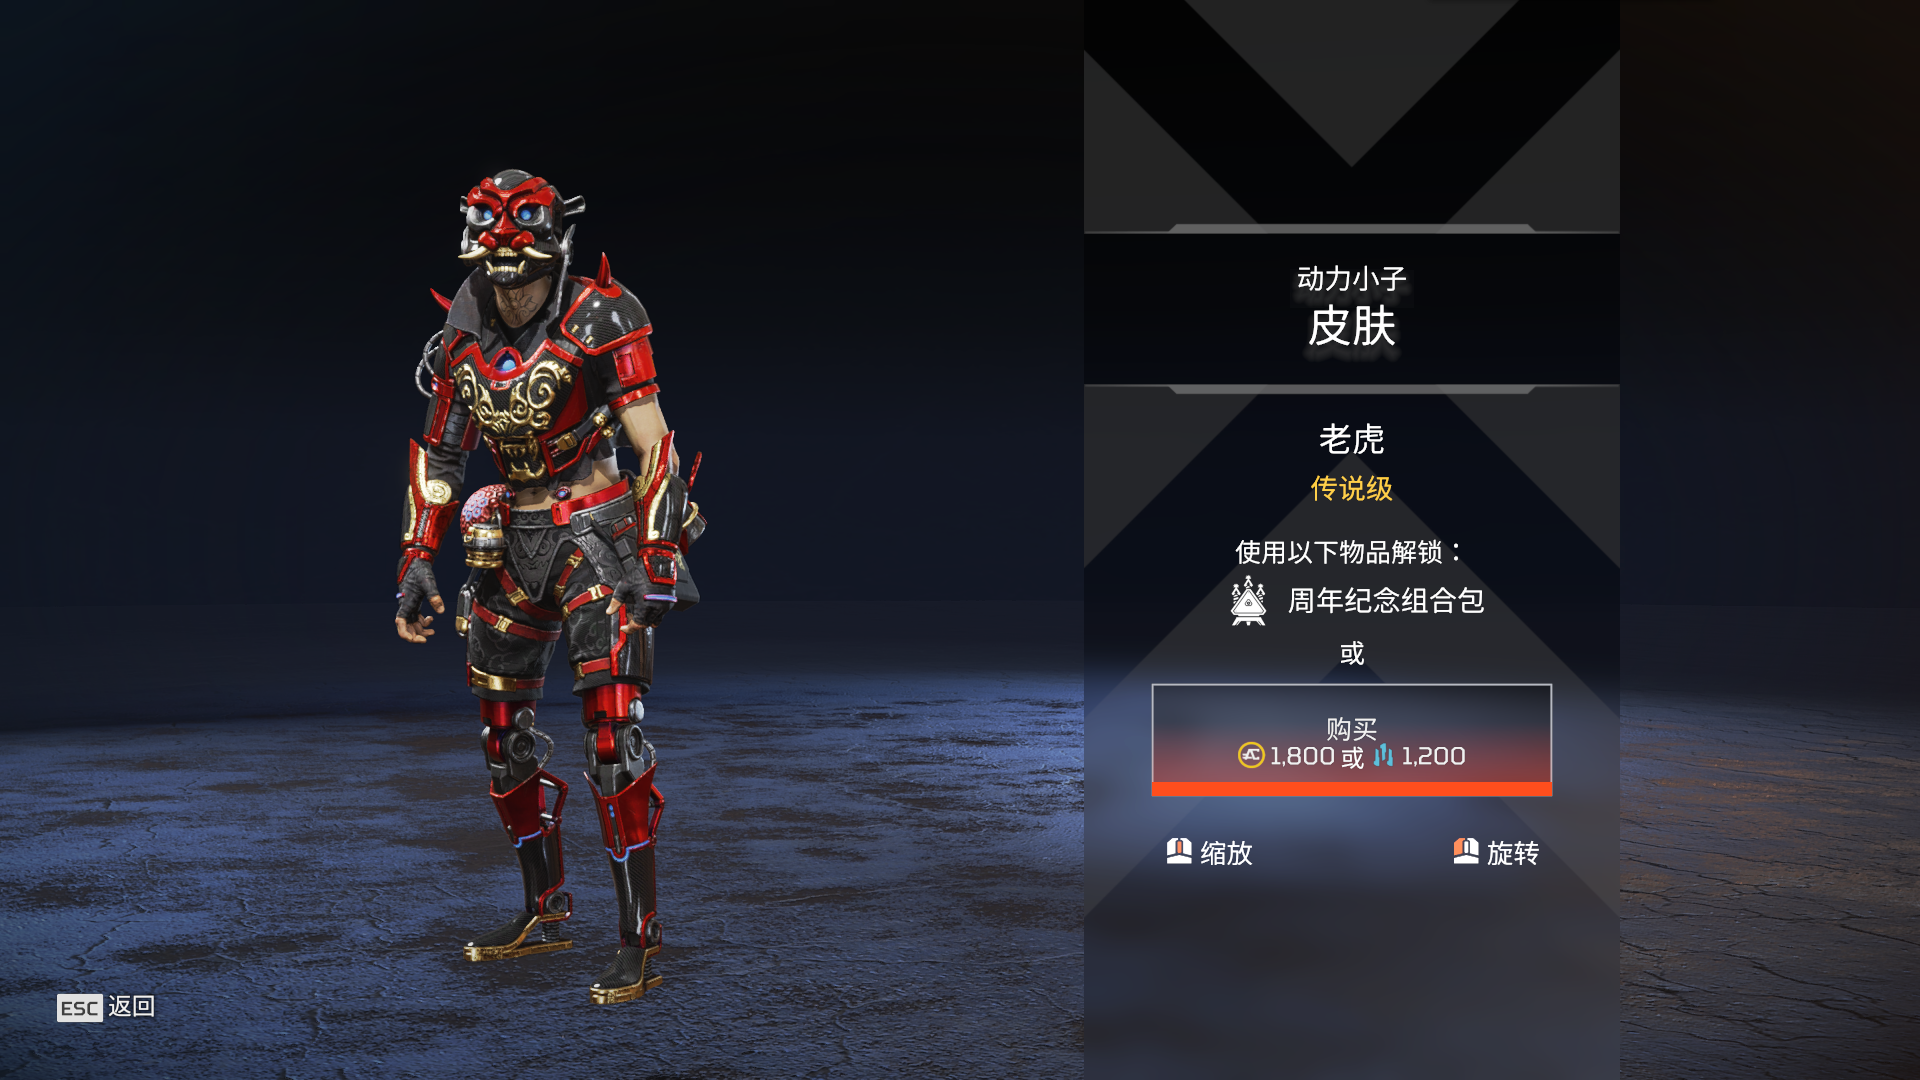 动力小子
皮肤
老虎
传说级
使用以下物品解锁：
周年纪念组合包
或
购买
1,800 或 1,200
缩放 旋转
ESC 返回